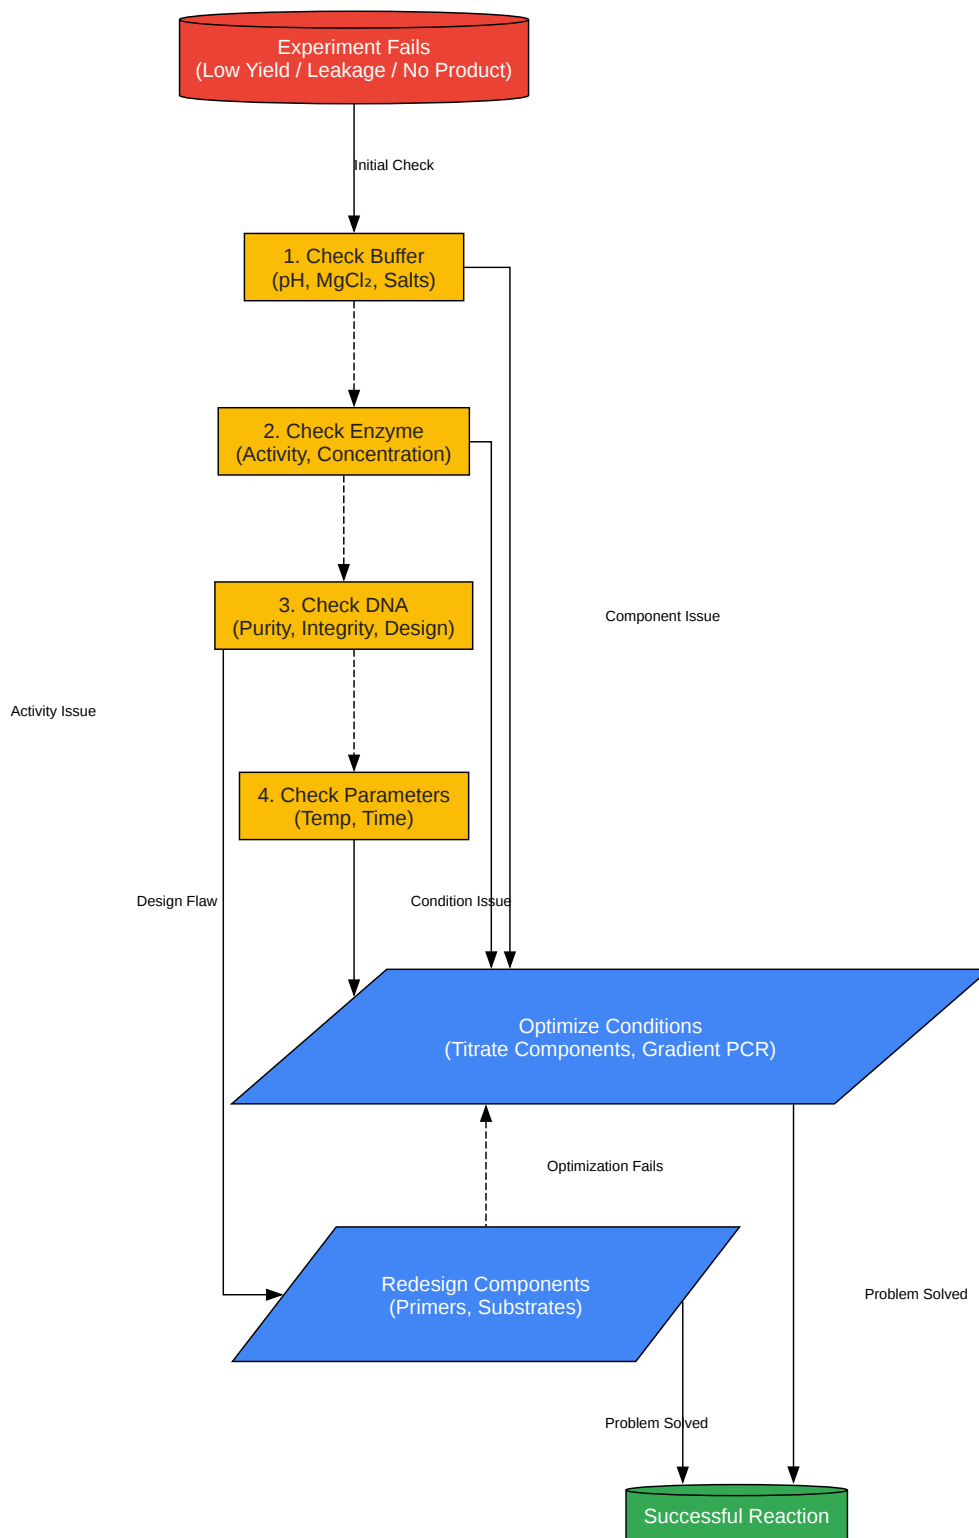 Experiment Fails
(Low Yield / Leakage / No Product)
Initial Check
1. Check Buffer
(pH, MgCl₂, Salts)
2. Check Enzyme
(Activity, Concentration)
3. Check DNA
(Purity, Integrity, Design)
Component Issue
Activity Issue
4. Check Parameters
(Temp, Time)
Design Flaw
Condition Issue
Optimize Conditions
(Titrate Components, Gradient PCR)
Optimization Fails
Redesign Components
(Primers, Substrates)
Problem Solved
Problem Solved
Successful Reaction